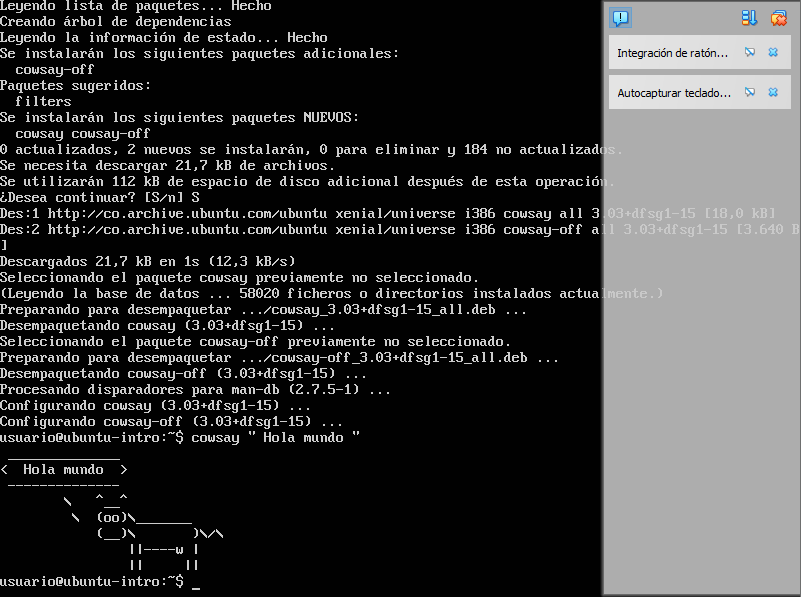 Leyendo lista de paquetes... Hecho
Creando árbol de dependencias
Leyendo la información de estado... Hecho
Se instalarán los siguientes paquetes adicionales:
  cowsay-off
Paquetes sugeridos:
  filters
Se instalarán los siguientes paquetes NUEVOS:
  cowsay cowsay-off
0 actualizados, 2 nuevos se instalarán, 0 para eliminar y 184 no actualizados.
Se necesita descargar 21,7 kB de archivos.
Se utilizarán 112 kB de espacio de disco adicional después de esta operación.
¿Desea continuar? [S/n] S
Des:1 http://co.archive.ubuntu.com/ubuntu xenial/universe i386 cowsay all 3.03+dfsg1-15 [18,0 kB]
Des:2 http://co.archive.ubuntu.com/ubuntu xenial/universe i386 cowsay-off all 3.03+dfsg1-15 [3.640 B
]
Descargados 21,7 kB en 1s (12,3 kB/s)
Seleccionando el paquete cowsay previamente no seleccionado.
(Leyendo la base de datos ... 58020 ficheros o directorios instalados actualmente.)
Preparando para desempaquetar .../cowsay_3.03+dfsg1-15_all.deb ...
Desempaquetando cowsay (3.03+dfsg1-15) ...
Seleccionando el paquete cowsay-off previamente no seleccionado.
Preparando para desempaquetar .../cowsay-off_3.03+dfsg1-15_all.deb ...
Desempaquetando cowsay-off (3.03+dfsg1-15) ...
Procesando disparadores para man-db (2.7.5-1) ...
Configurando cowsay (3.03+dfsg1-15) ...
Configurando cowsay-off (3.03+dfsg1-15) ...
usuario@ubuntu-intro:~$ cowsay " Hola mundo "
 ______________
<  Hola mundo  >
 --------------
        \   ^__^
         \  (oo)\_______
            (__)\       )\/\
                ||----w |
                ||     ||
usuario@ubuntu-intro:~$ _
Integración de ratón...
Autocapturar teclado...